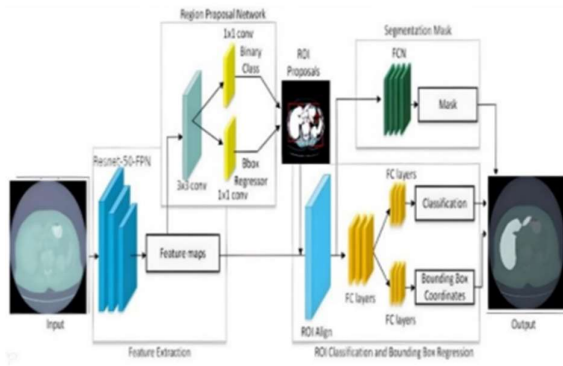 Region Proposal Network
1x1 conv
Binary
Class
3x3 conv
Bbox
Regressor
1x1 conv
ROI
Proposals
Segmentation Mask
FCN
Mask
Resnet-50-FPN
Feature maps
Input
Feature Extraction
ROI Align
FC layers
FC layers
Classification
FC layers
Bounding Box
Coordinates
ROI Classification and Bounding Box Regression
Output